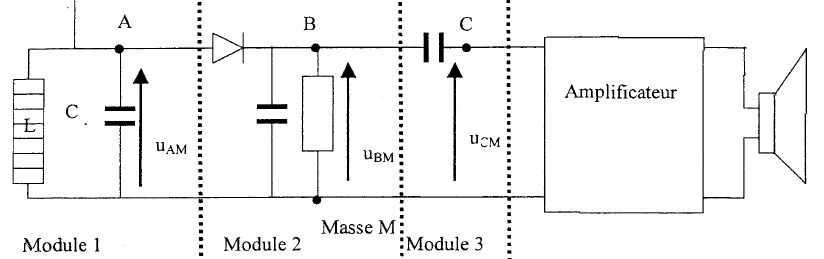 A
B
C
L
C
u_AM
u_BM
u_CM
Amplificateur
Masse M
Module 1
Module 2
Module 3